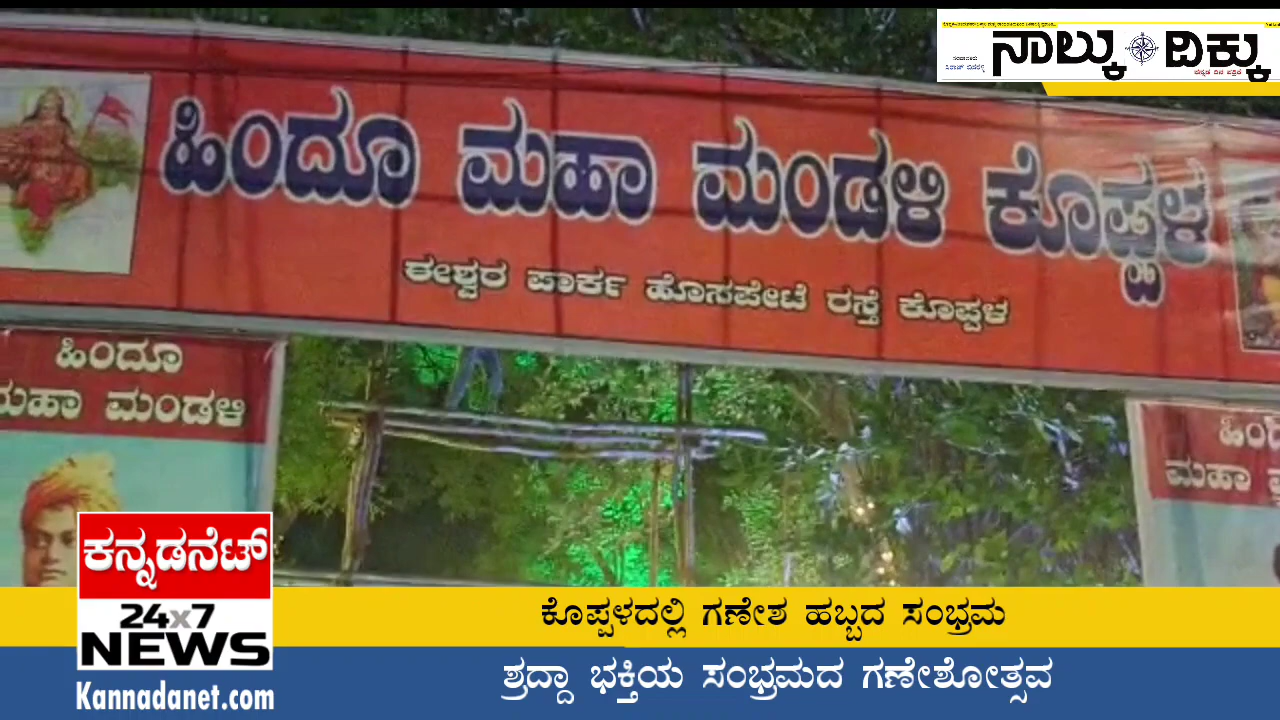 ನಾಲ್ಕು ದಿಕ್ಕು
ಹಿಂದೂ ಮಹಾ ಮಂಡಳಿ ಕೊಪ್ಪಳ
ಈಶ್ವರ ಪಾರ್ಕ ಹೊಸಪೇಟೆ ರಸ್ತೆ ಕೊಪ್ಪಳ
ಹಿಂದೂ
ಮಹಾ ಮಂಡಳಿ
ಮಹಾ
ಕನ್ನಡನೆಟ್
24x7
NEWS
Kannadanet.com
ಕೊಪ್ಪಳದಲ್ಲಿ ಗಣೇಶ ಹಬ್ಬದ ಸಂಭ್ರಮ
ಶ್ರದ್ದಾ ಭಕ್ತಿಯ ಸಂಭ್ರಮದ ಗಣೇಶೋತ್ಸವ